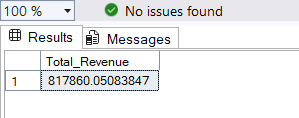 100 %
No issues found
Results
Messages
Total_Revenue
1
817860.05083847